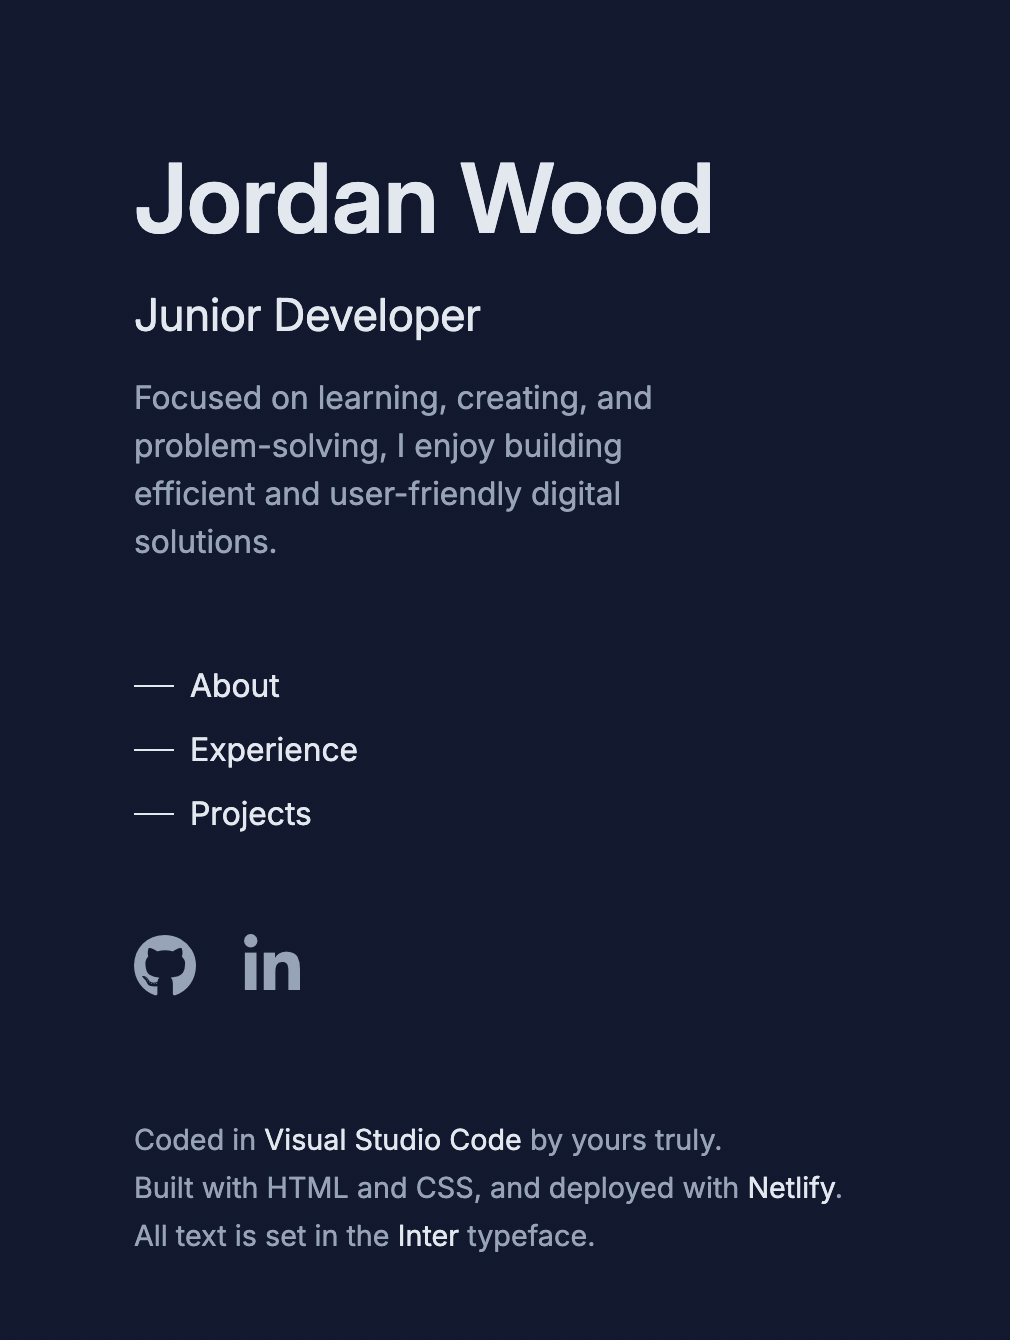 Jordan Wood
Junior Developer
Focused on learning, creating, and
problem-solving, I enjoy building
efficient and user-friendly digital
solutions.
About
Experience
Projects
in
Coded in Visual Studio Code by yours truly.
Built with HTML and CSS, and deployed with Netlify.
All text is set in the Inter typeface.